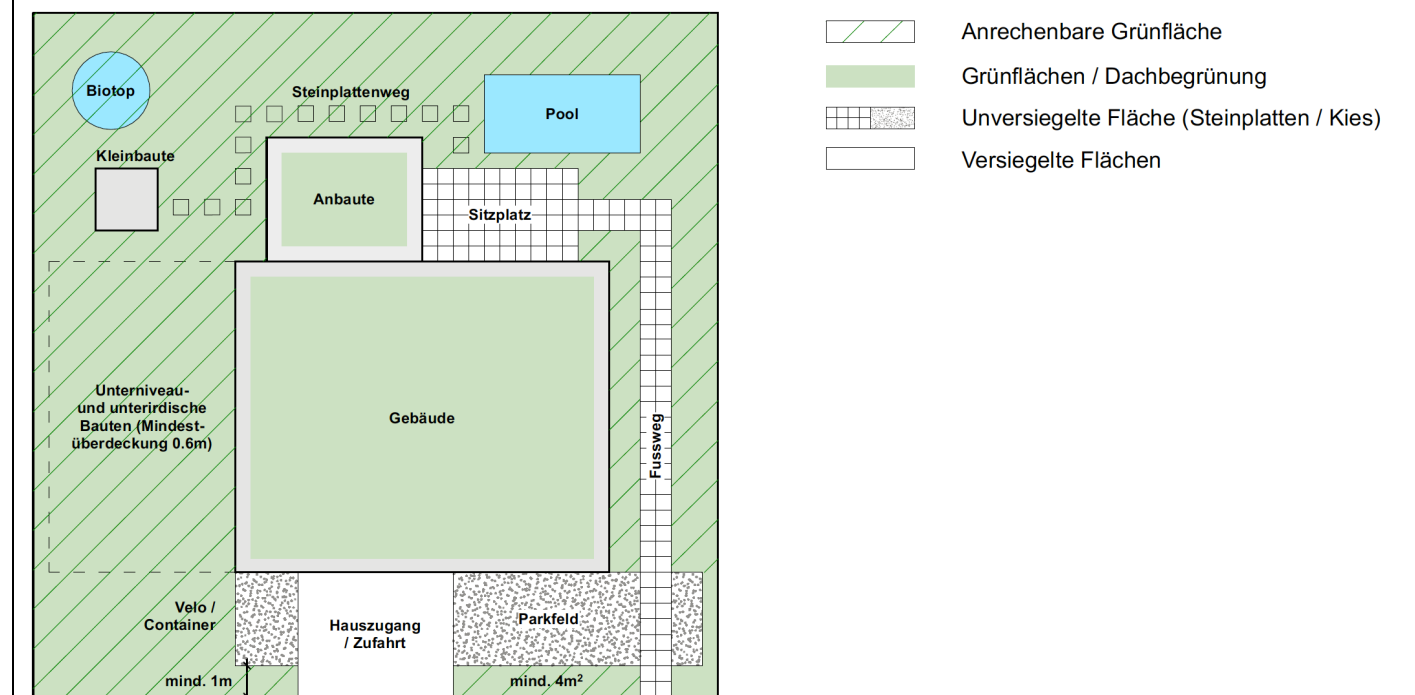 Biotop
Steinplattenweg
Pool
Kleinbaute
Anbaute
Sitzplatz
Unterniveau-
und unterirdische
Bauten (Mindest-
überdeckung 0.6m)
Gebäude
Fussweg
Velo /
Container
Hauszugang
/ Zufahrt
Parkfeld
mind. 1m
mind. 4m²
Anrechenbare Grünfläche
Grünflächen / Dachbegrünung
Unversiegelte Fläche (Steinplatten / Kies)
Versiegelte Flächen